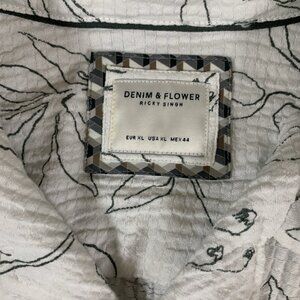 DENIM & FLOWER
RICKY SINGH
EUR XL USA XL MEX 44